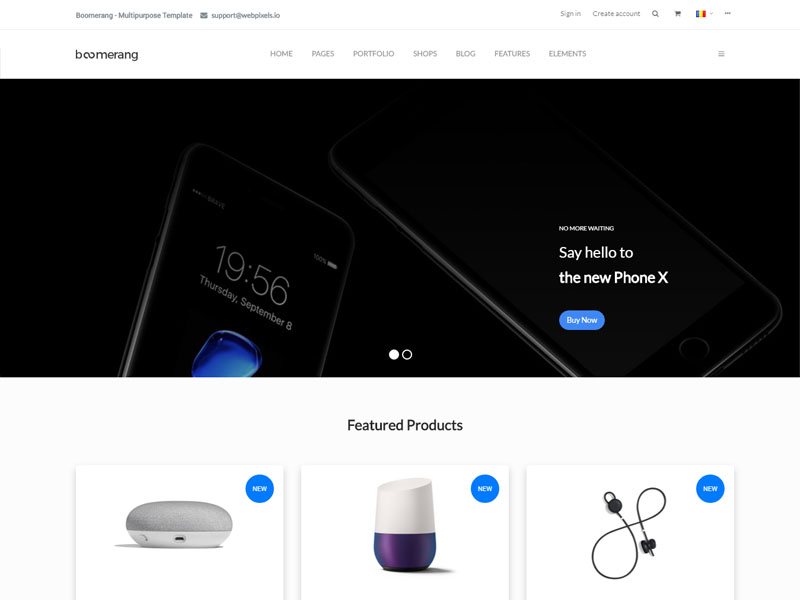 Boomerang - Multipurpose Template support@webpixels.io Sign in Create account
boomerang HOME PAGES PORTFOLIO SHOPS BLOG FEATURES ELEMENTS
BRAVE
100%
19:56
Thursday, September 8
NO MORE WAITING
Say hello to
the new Phone X
Buy Now
Featured Products
NEW NEW NEW